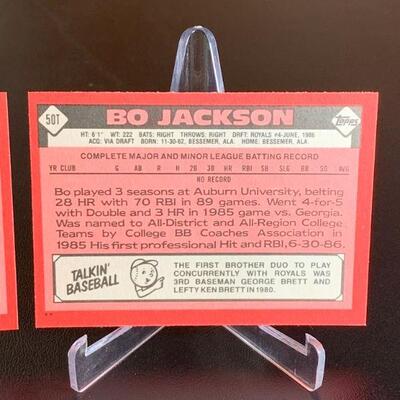 50T
BO JACKSON
Topps
HT: 6'1" WT: 222 BATS: RIGHT THROWS: RIGHT DRFT: ROYALS #4-JUNE, 1986
ACQ: VIA DRAFT BORN: 11-30-62, BESSEMER, ALA. HOME: BESSEMER, ALA.
COMPLETE MAJOR AND MINOR LEAGUE BATTING RECORD
YR CLUB G AB R H 2B 3B HR RBI SB SLG BB SO AVG
NO RECORD
Bo played 3 seasons at Auburn University, belting
28 HR with 70 RBI in 89 games. Went 4-for-5
with Double and 3 HR in 1985 game vs. Georgia.
Was named to All-District and All-Region College
Teams by College BB Coaches Association in
1985 His first professional Hit and RBI, 6-30-86.
TALKIN'
BASEBALL
THE FIRST BROTHER DUO TO PLAY
CONCURRENTLY WITH ROYALS WAS
3RD BASEMAN GEORGE BRETT AND
LEFTY KEN BRETT IN 1980.